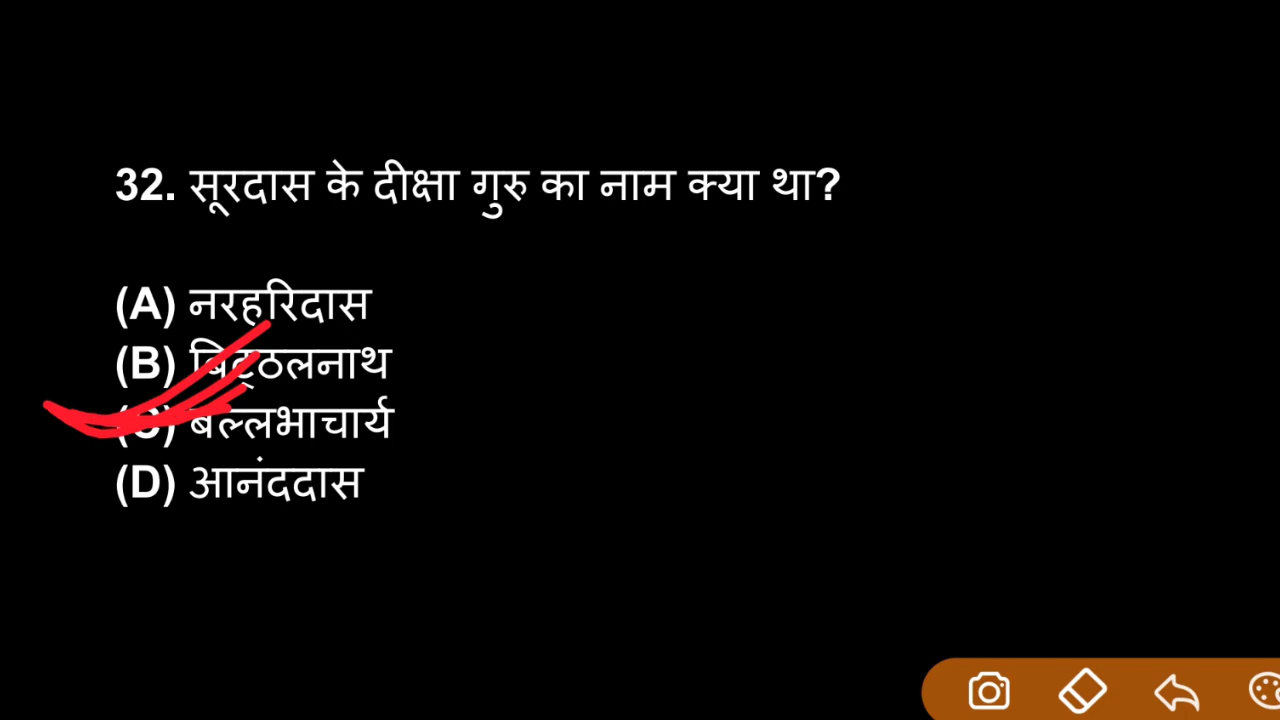 32. सूरदास के दीक्षा गुरु का नाम क्या था?
(A) नरहरिदास
(B) बिट्ठलनाथ
(C) बल्लभाचार्य
(D) आनंददास